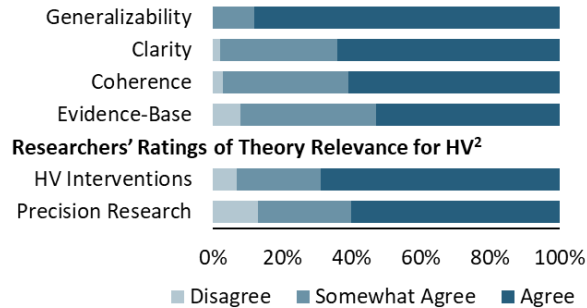 Generalizability
Clarity
Coherence
Evidence-Base
Researchers' Ratings of Theory Relevance for HV²
HV Interventions
Precision Research
0% 20% 40% 60% 80% 100%
Disagree Somewhat Agree Agree